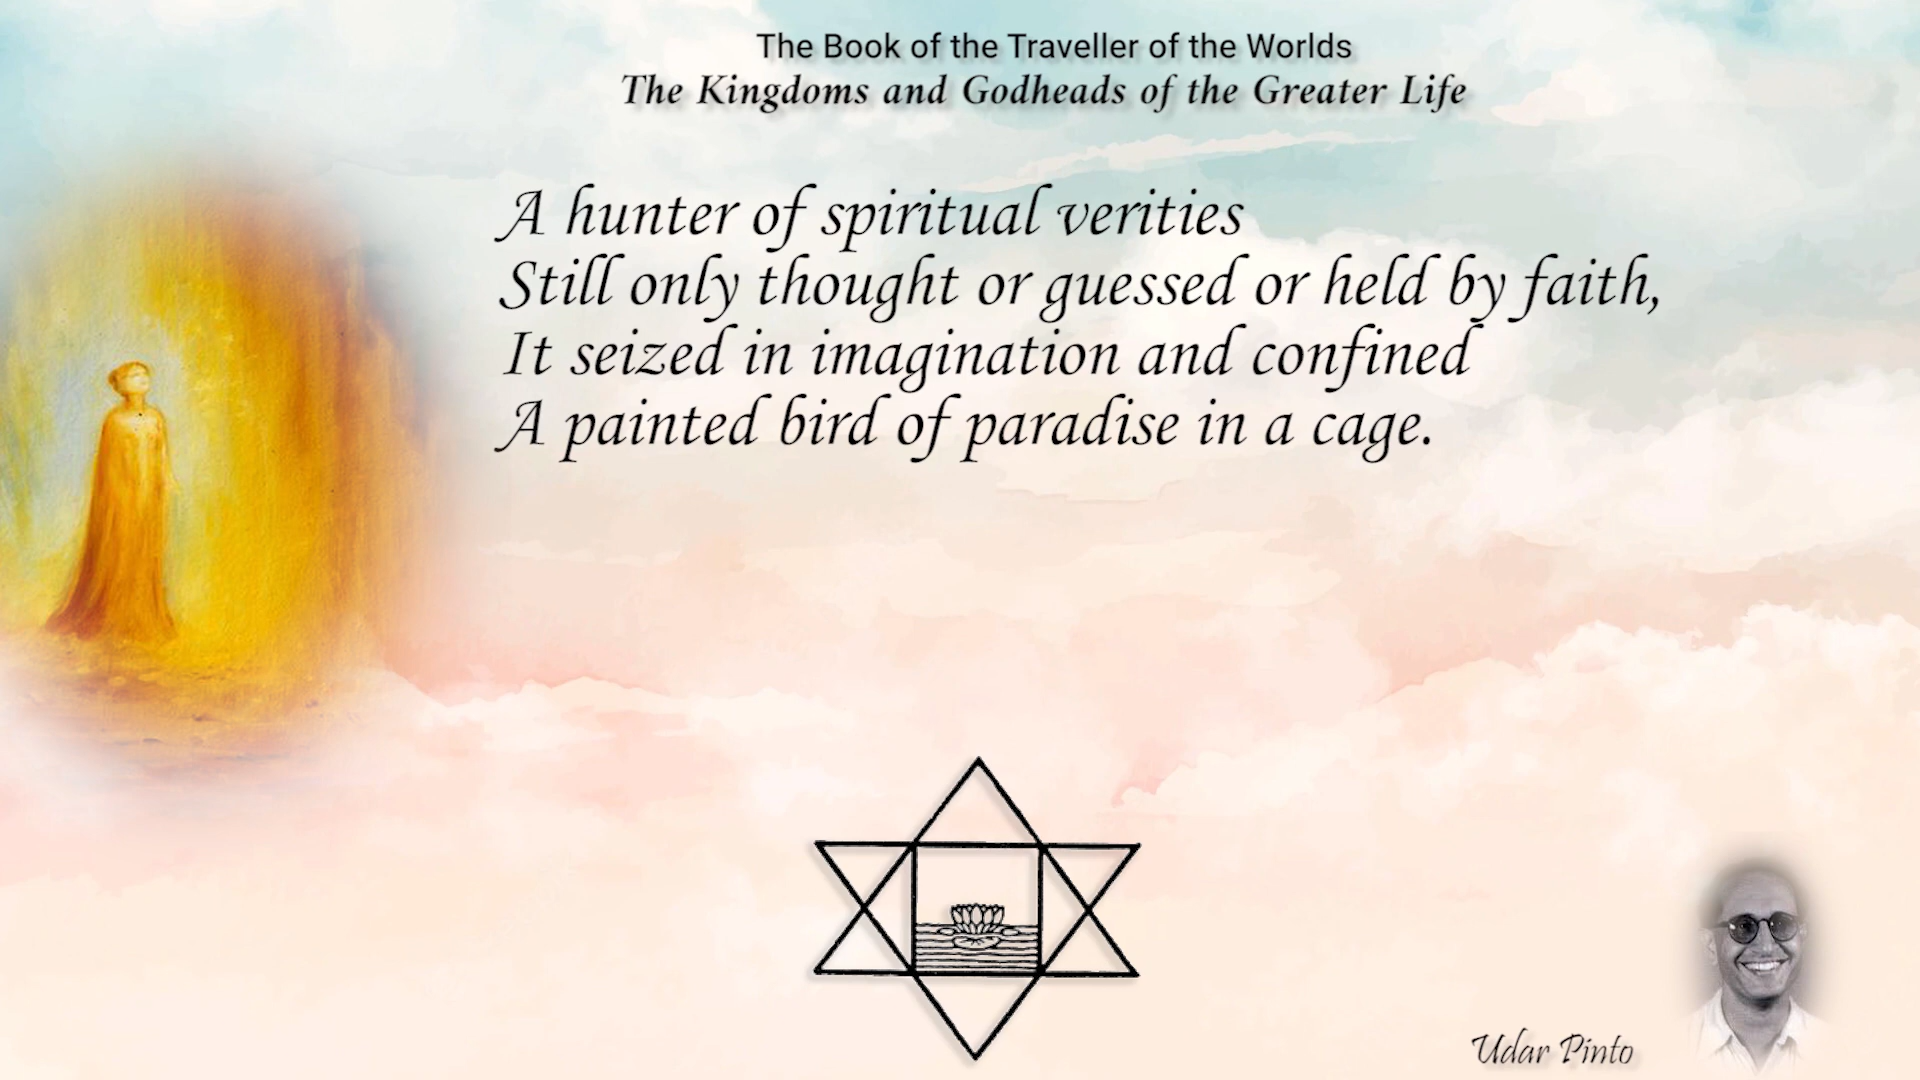 The Book of the Traveller of the Worlds
The Kingdoms and Godheads of the Greater Life
A hunter of spiritual verities
Still only thought or guessed or held by faith,
It seized in imagination and confined
A painted bird of paradise in a cage.
Udar Pinto